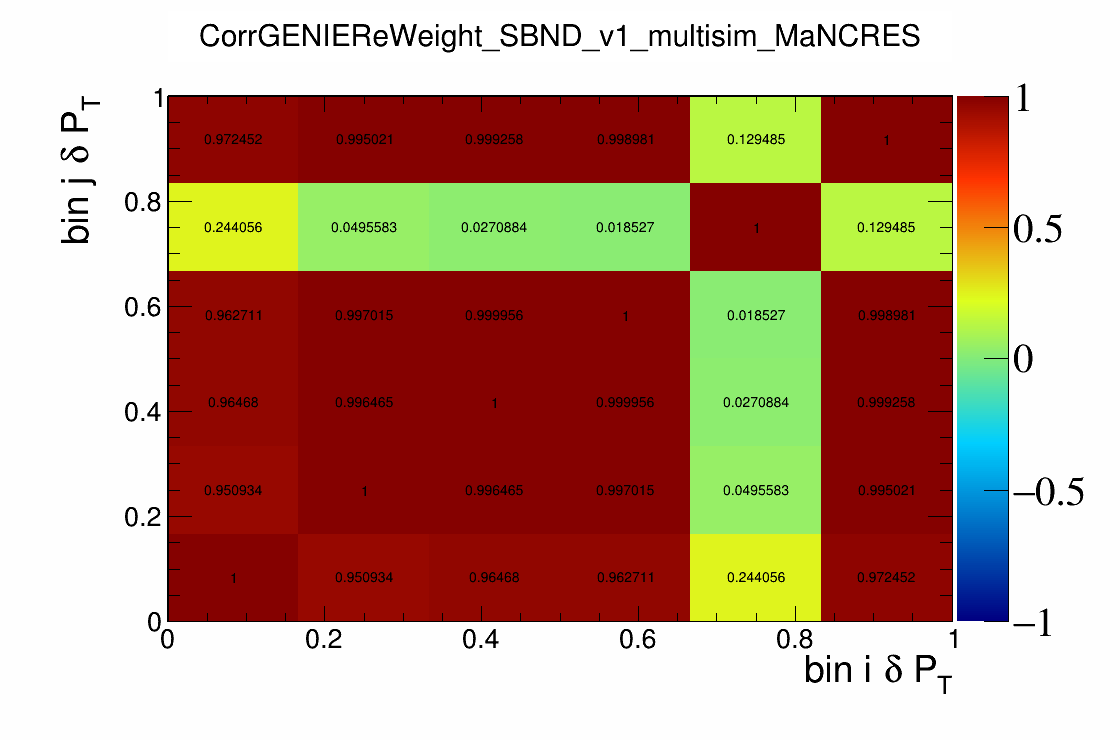 CorrGENIEReWeight_SBND_v1_multisim_MaNCRES
bin j δ P_T
1
0.8
0.6
0.4
0.2
0
0.972452 0.995021 0.999258 0.998981 0.129485 1
0.244056 0.0495583 0.0270884 0.018527 1 0.129485
0.962711 0.997015 0.999956 1 0.018527 0.998981
0.96468 0.996465 1 0.999956 0.0270884 0.999258
0.950934 1 0.996465 0.997015 0.0495583 0.995021
1 0.950934 0.96468 0.962711 0.244056 0.972452
0 0.2 0.4 0.6 0.8 1
bin i δ P_T
1
0.5
0
−0.5
−1